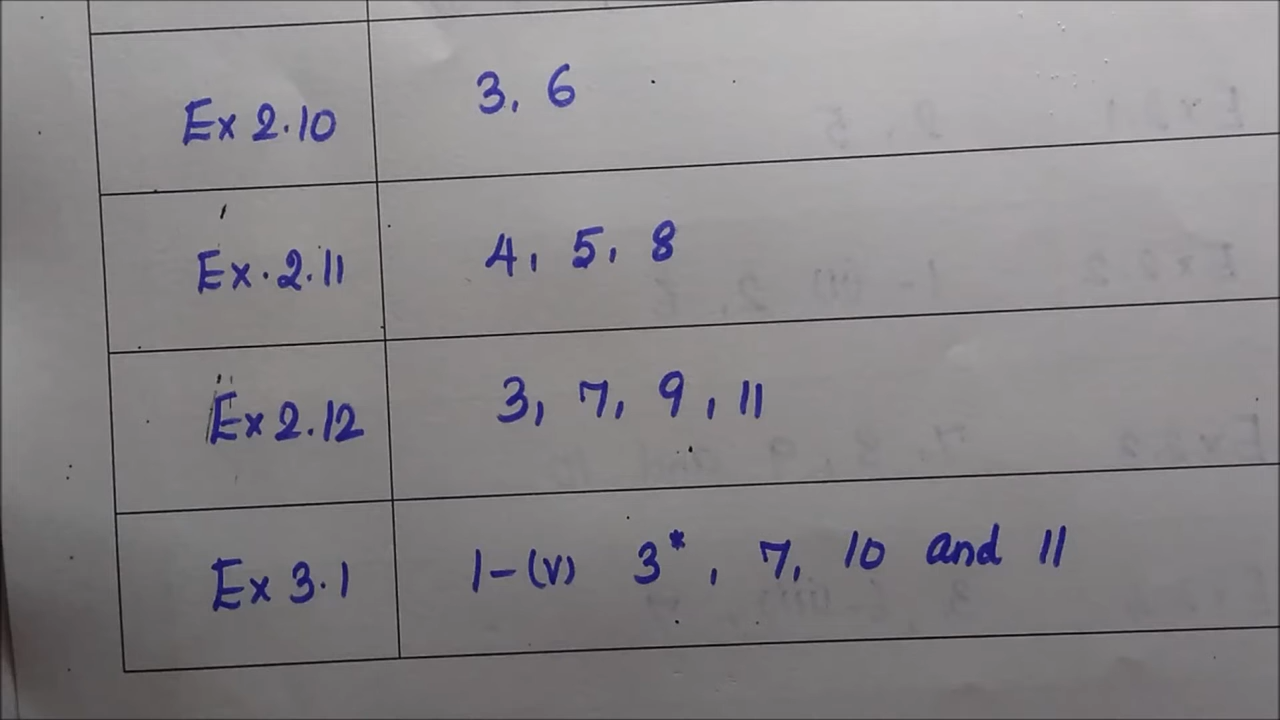 Ex 2.10 3, 6
Ex. 2.11 4, 5, 8
Ex 2.12 3, 7, 9, 11
Ex 3.1 1-(v) 3*, 7, 10 and 11